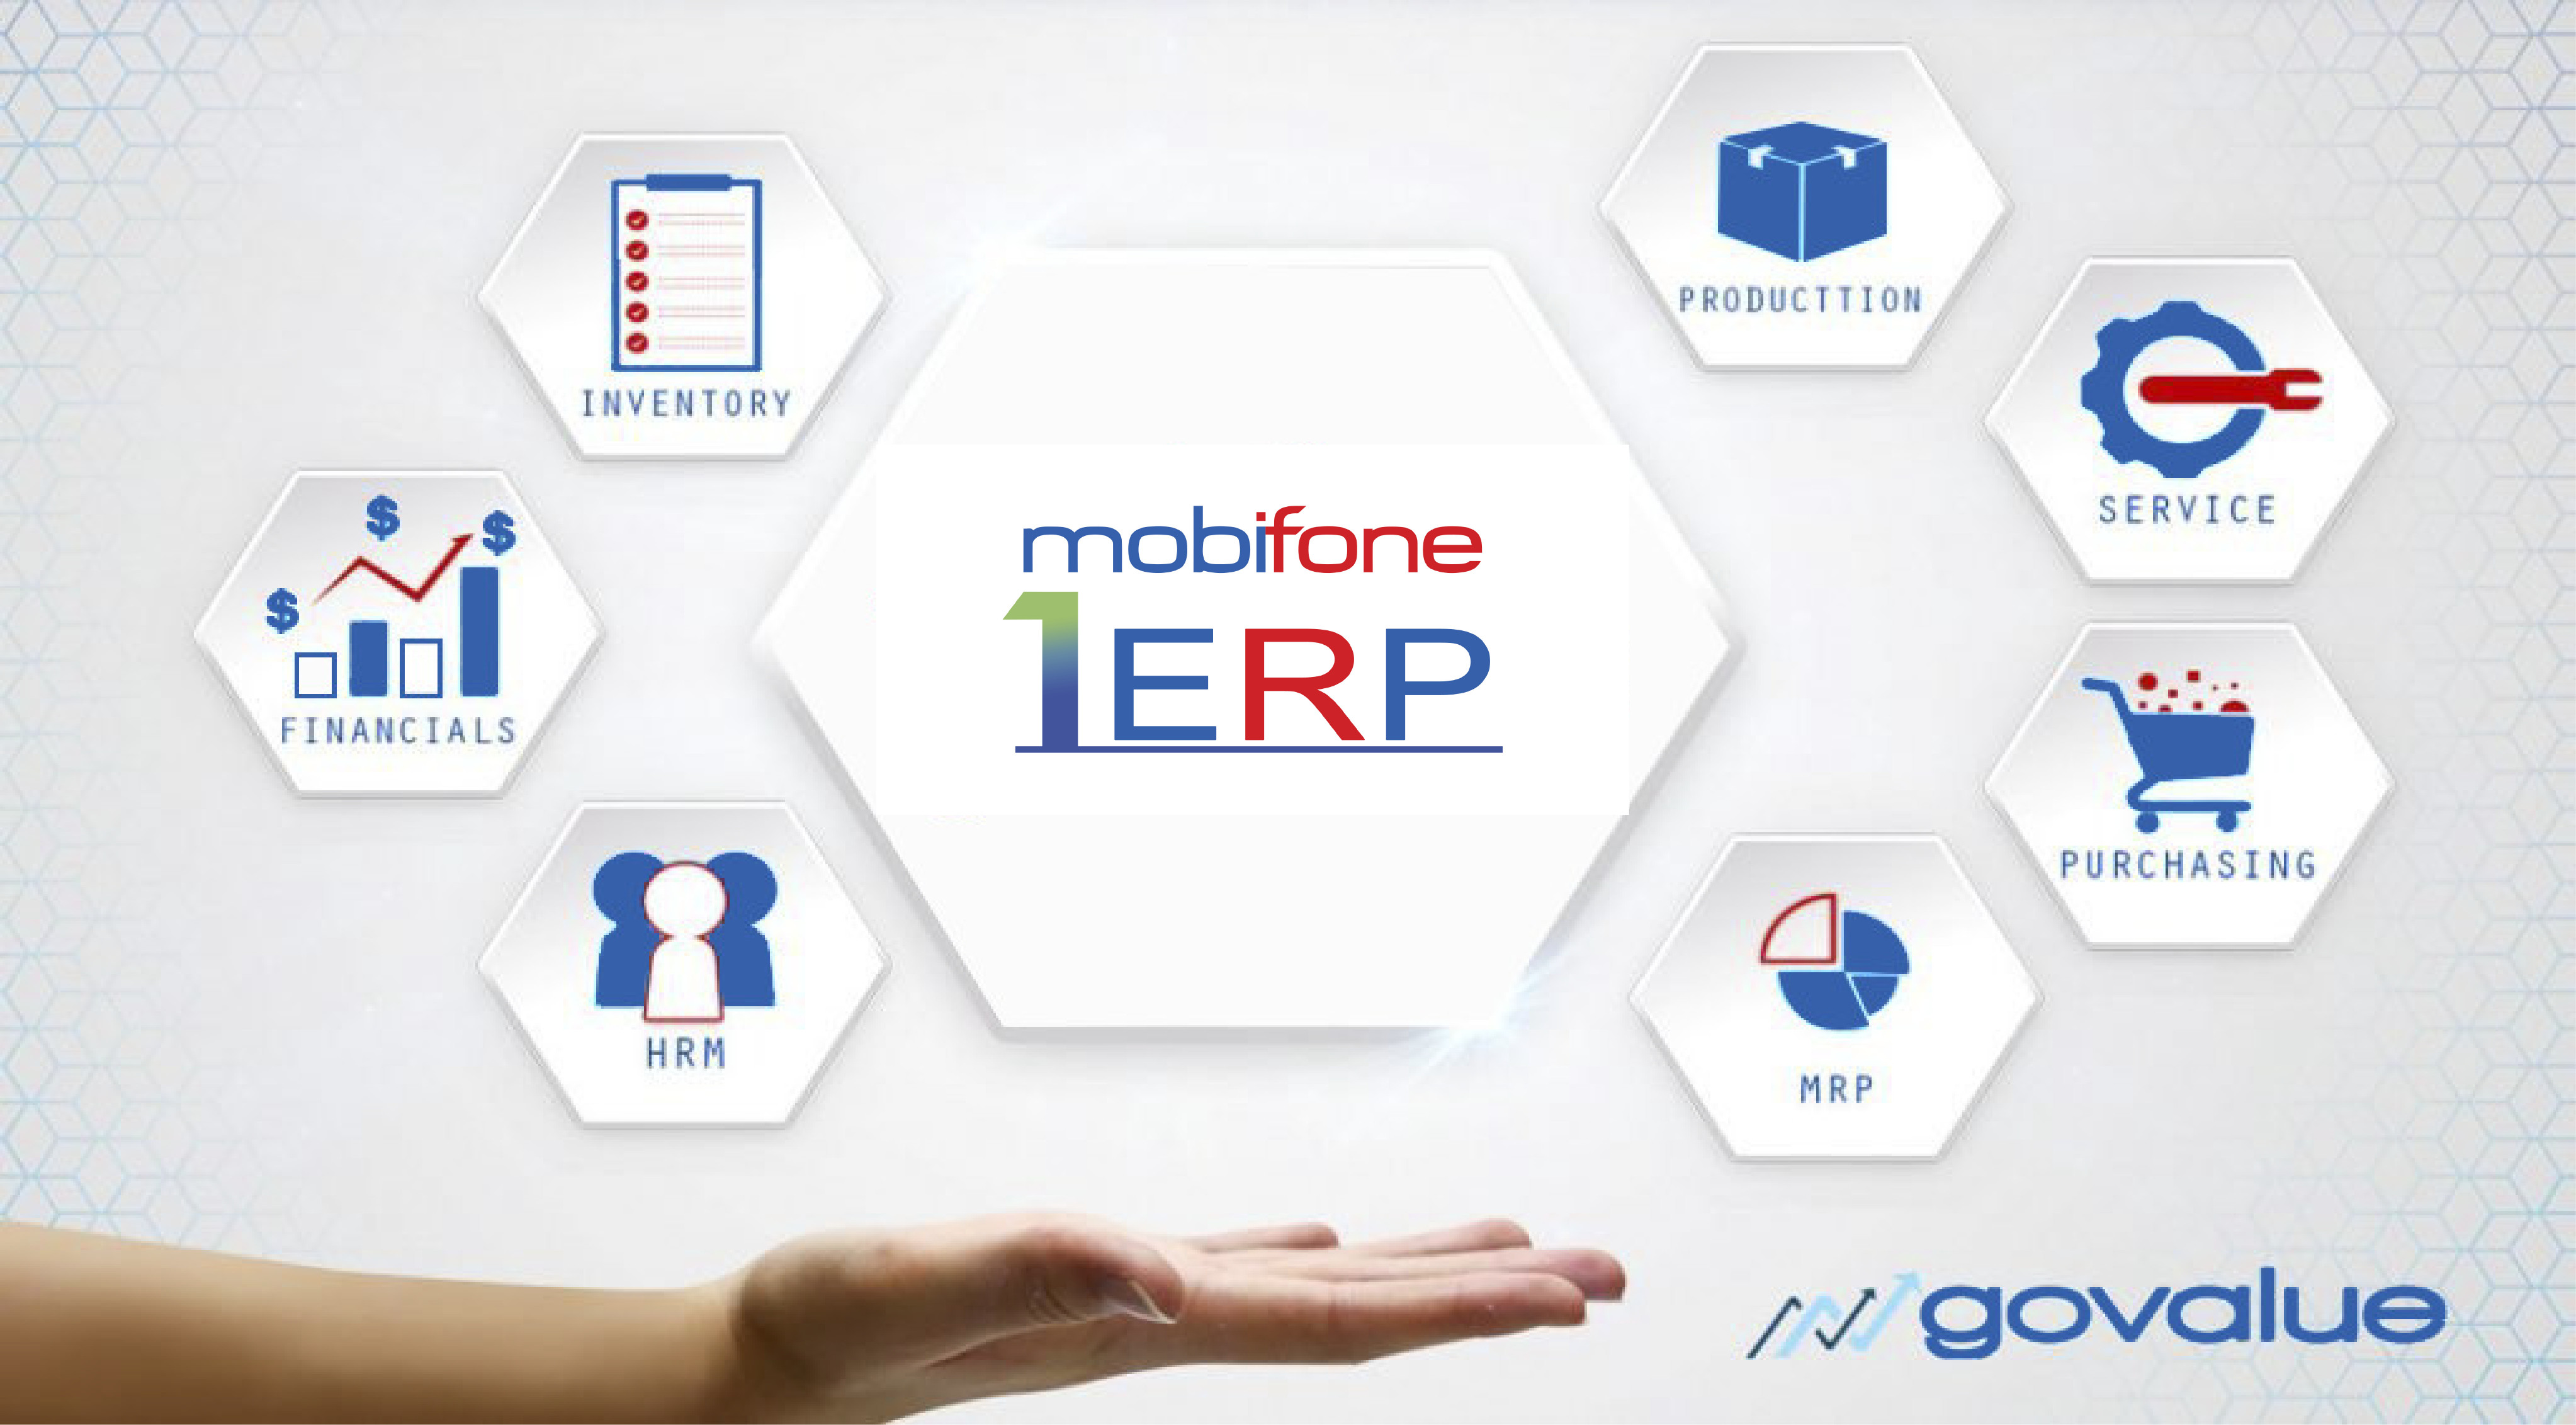 INVENTORY
FINANCIALS
HRM
mobifone
1ERP
PRODUCTTION
SERVICE
PURCHASING
MRP
govalue